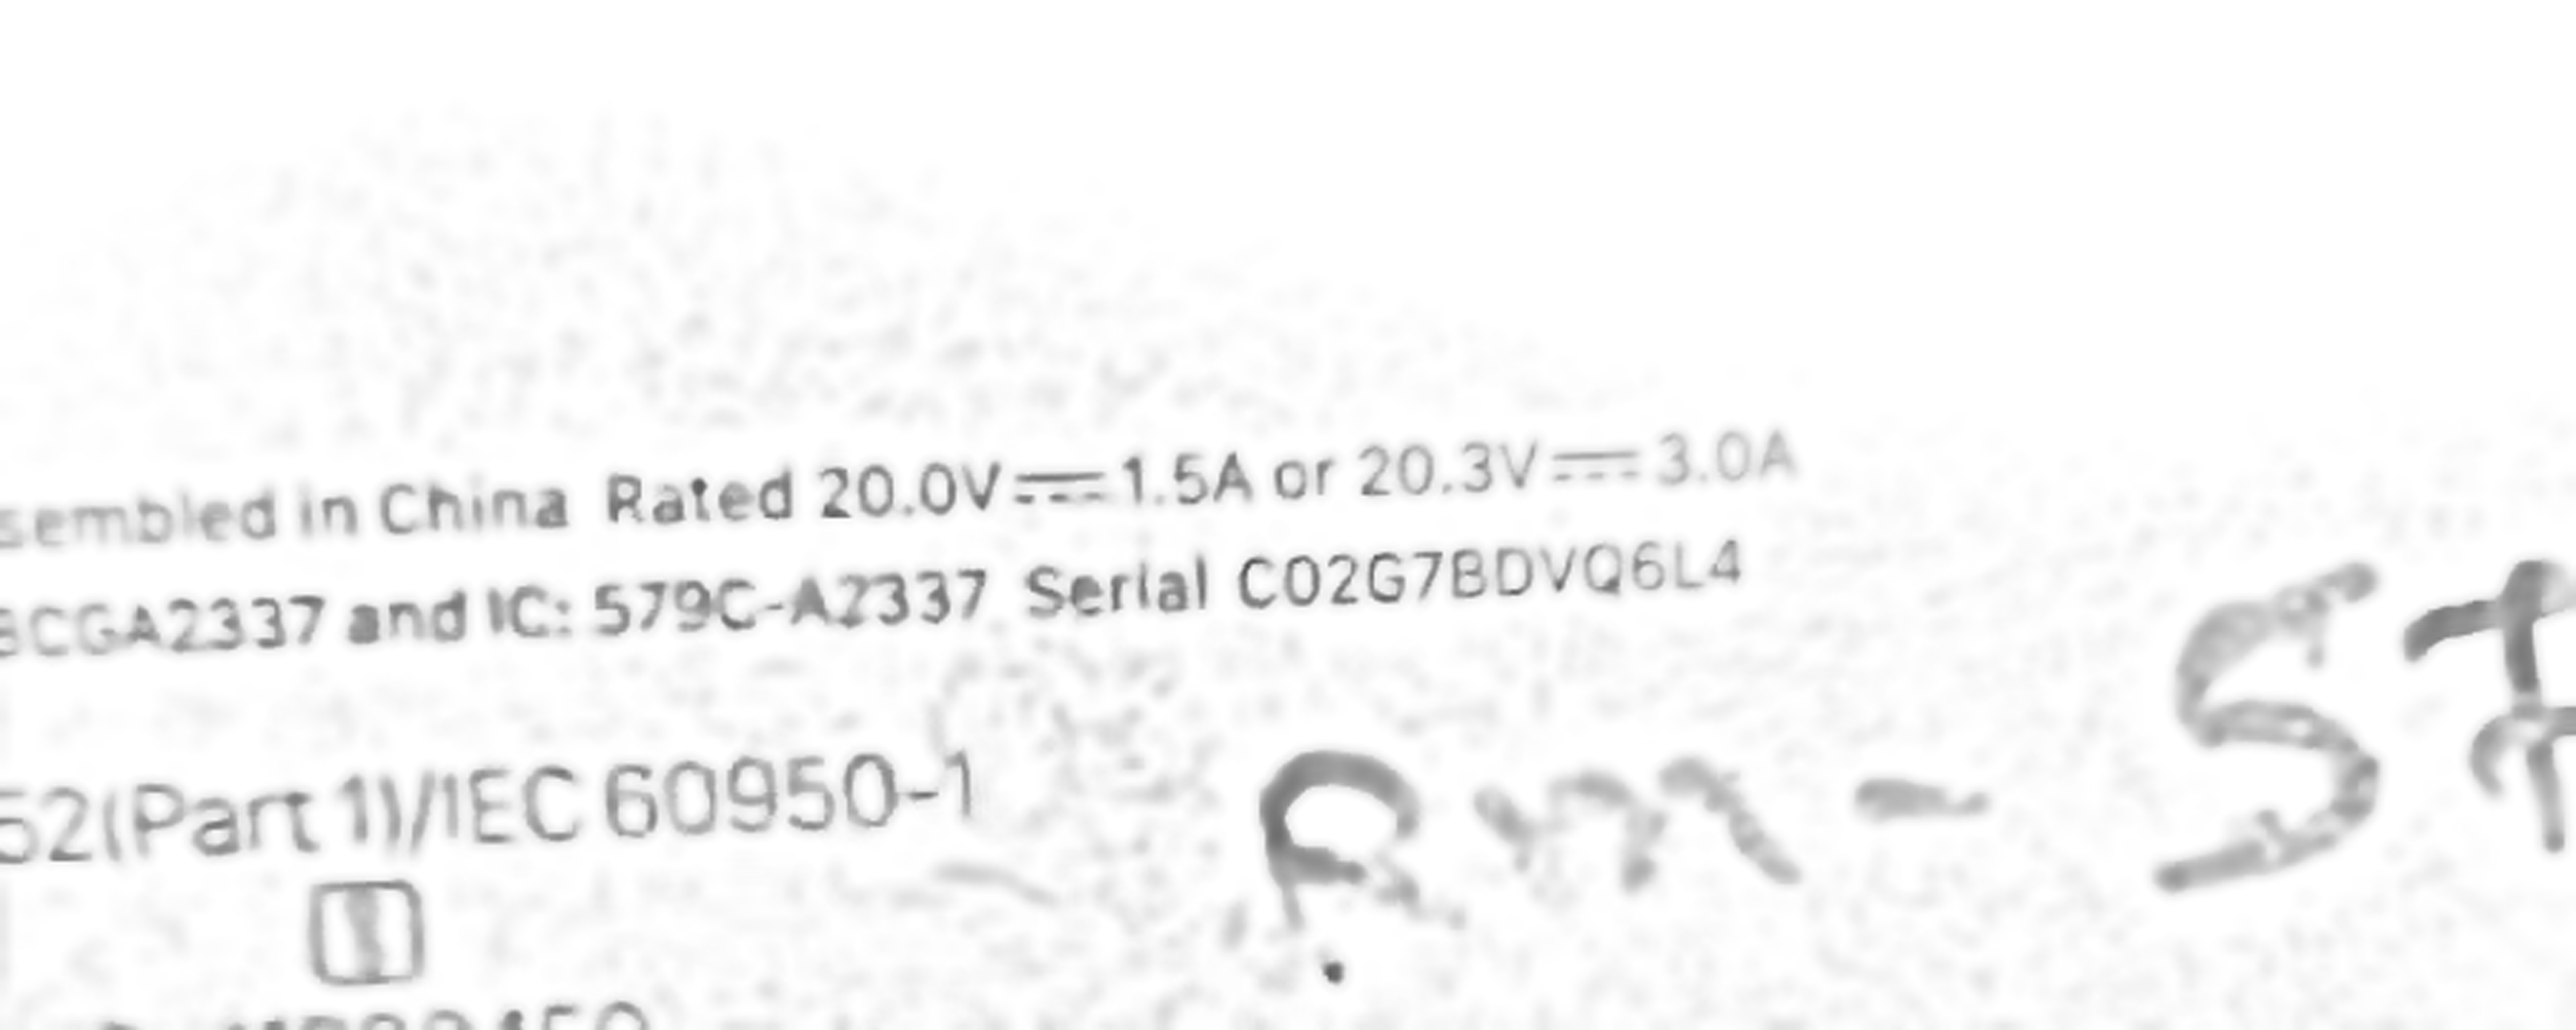 sembled in China Rated 20.0V⎓1.5A or 20.3V⎓3.0A
BCGA2337 and IC: 579C-A2337 Serial C02G7BDVQ6L4
52(Part 1)/IEC 60950-1